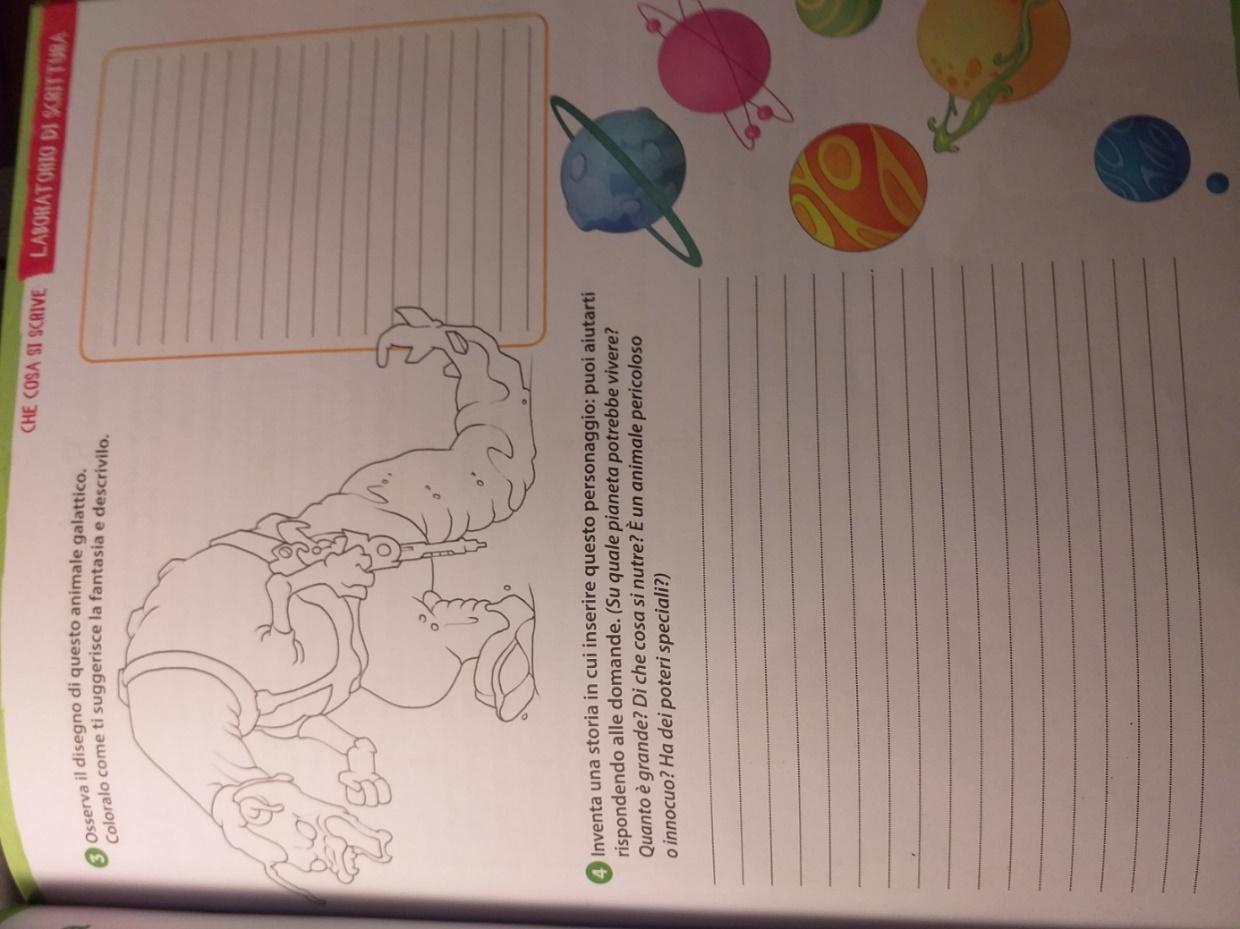 CHE COSA SI SCRIVE LABORATORIO DI SCRITTURA
3 Osserva il disegno di questo animale galattico.
Coloralo come ti suggerisce la fantasia e descrivilo.
4 Inventa una storia in cui inserire questo personaggio: puoi aiutarti
rispondendo alle domande. (Su quale pianeta potrebbe vivere?
Quanto è grande? Di che cosa si nutre? È un animale pericoloso
o innocuo? Ha dei poteri speciali?)